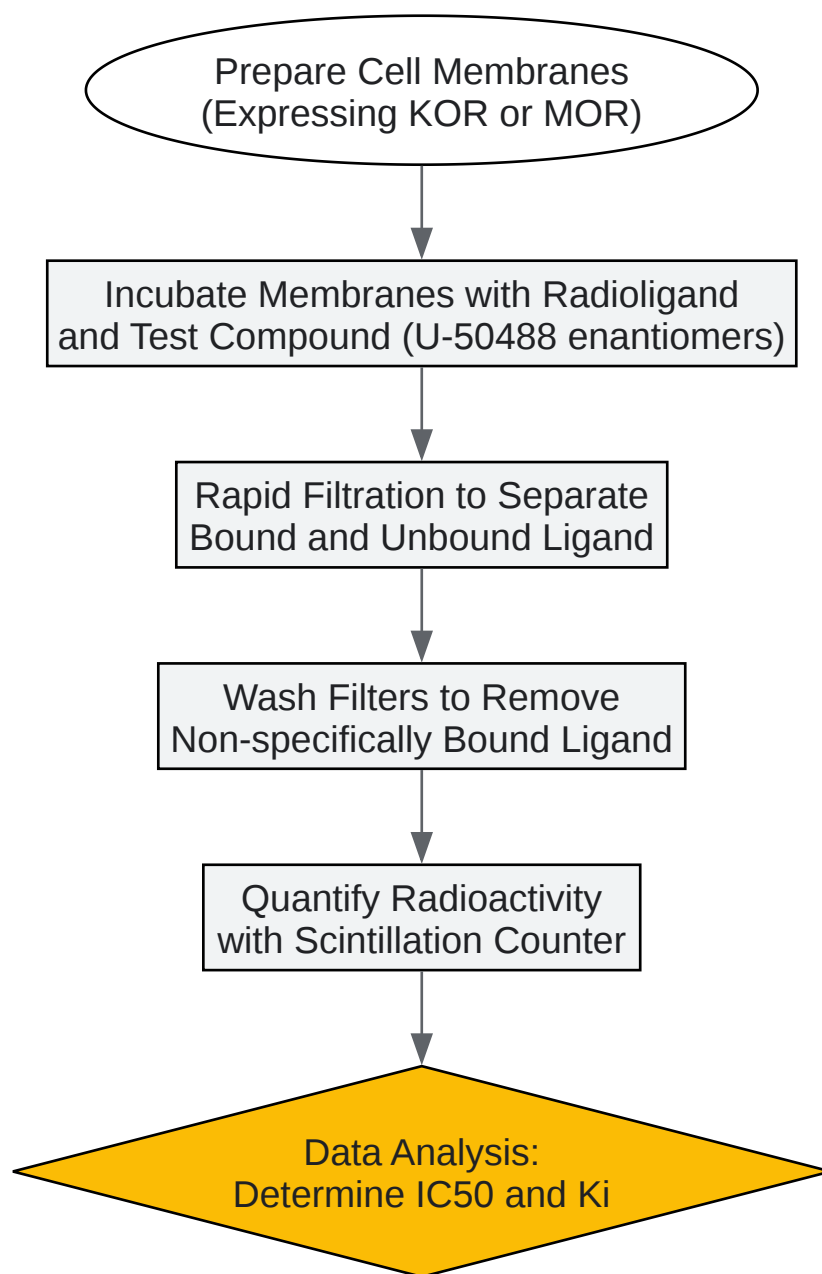 Prepare Cell Membranes
(Expressing KOR or MOR)
Incubate Membranes with Radioligand
and Test Compound (U-50488 enantiomers)
Rapid Filtration to Separate
Bound and Unbound Ligand
Wash Filters to Remove
Non-specifically Bound Ligand
Quantify Radioactivity
with Scintillation Counter
Data Analysis:
Determine IC50 and Ki